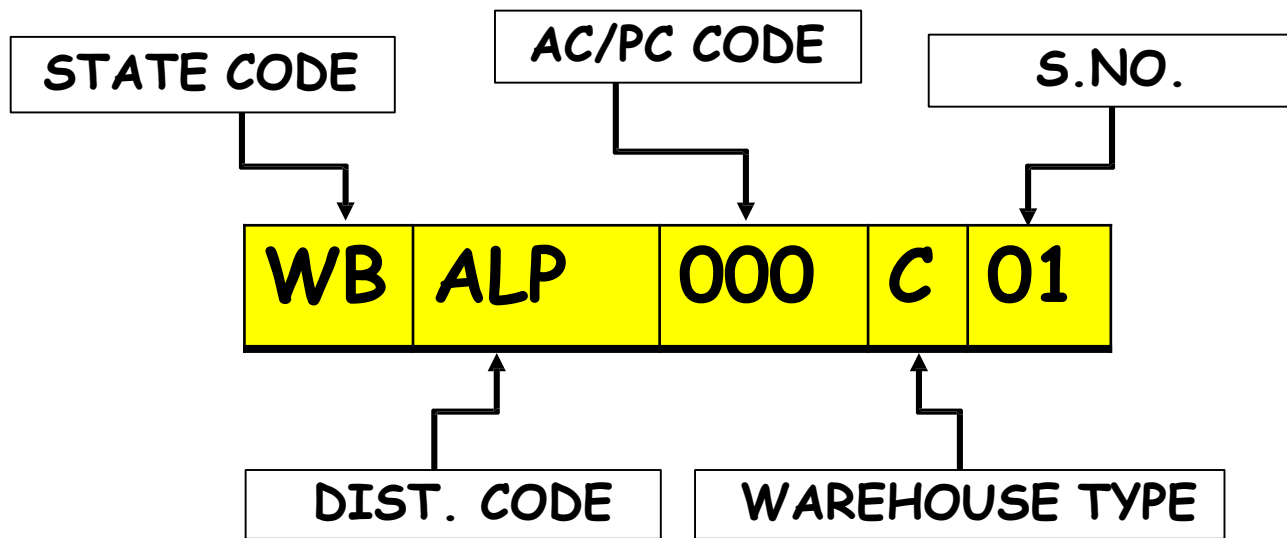 STATE CODE
AC/PC CODE
S.NO.
WB ALP 000 C 01
DIST. CODE
WAREHOUSE TYPE